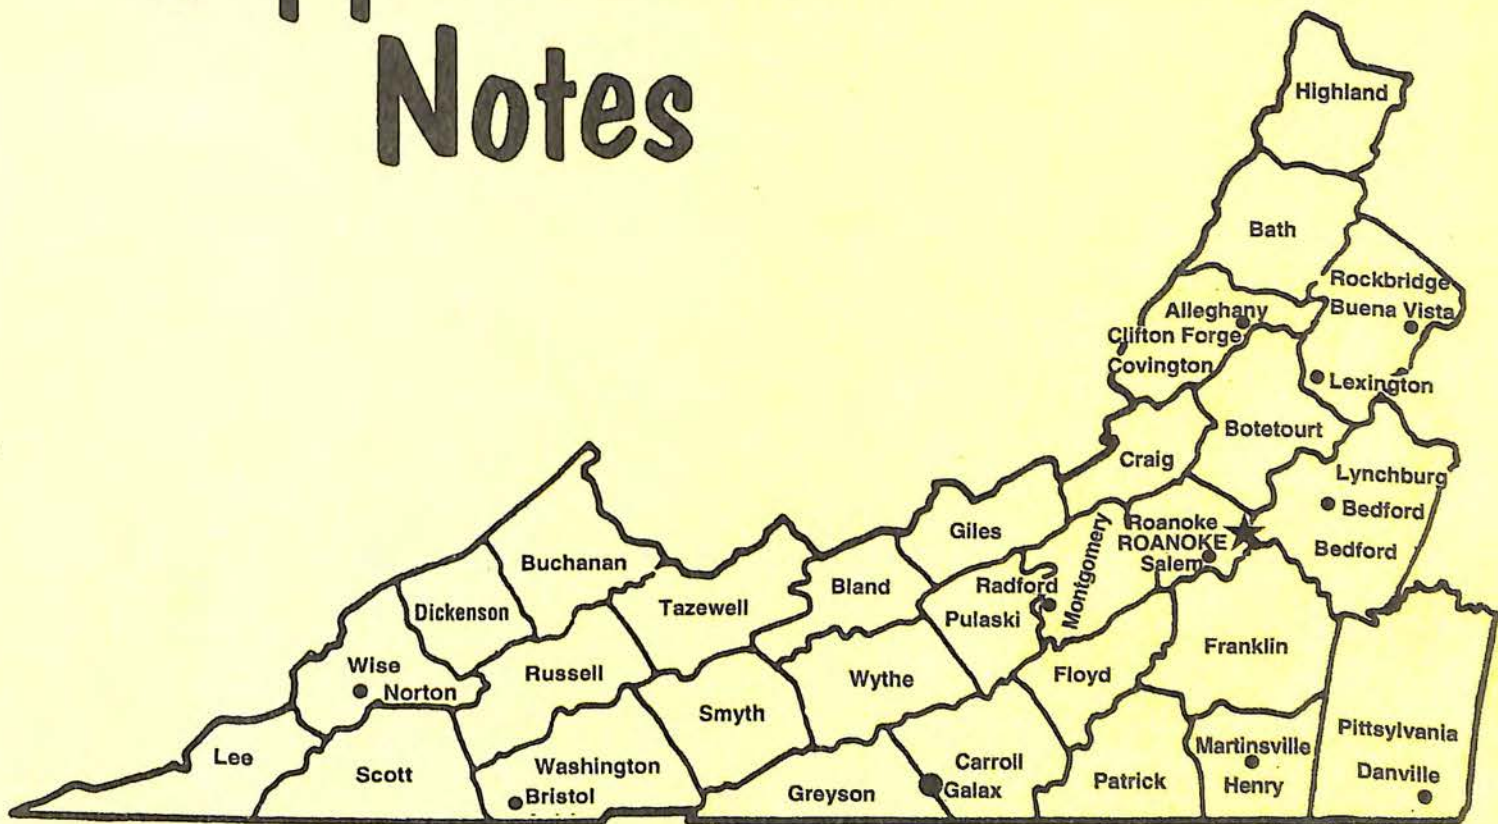 Notes
Highland
Bath
Rockbridge
Alleghany
Buena Vista
Clifton Forge
Covington
Lexington
Botetourt
Craig
Lynchburg
Bedford
Bedford
Roanoke
ROANOKE
Salem
Giles
Montgomery
Radford
Pulaski
Buchanan
Bland
Tazewell
Dickenson
Franklin
Wise
Norton
Russell
Wythe
Floyd
Smyth
Pittsylvania
Lee
Scott
Washington
Bristol
Greyson
Carroll
Galax
Patrick
Martinsville
Henry
Danville